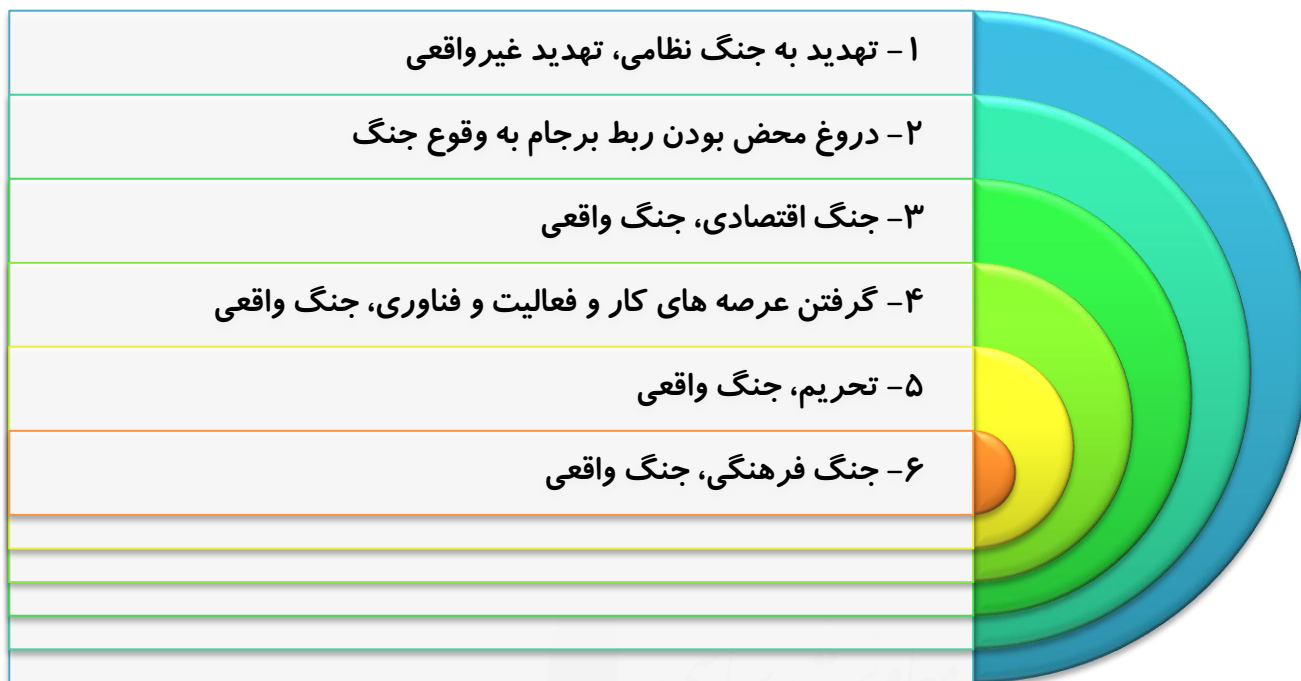 ۱- تهدید به جنگ نظامی، تهدید غیرواقعی
۲- دروغ محض بودن ربط برجام به وقوع جنگ
۳- جنگ اقتصادی، جنگ واقعی
۴- گرفتن عرصه های کار و فعالیت و فناوری، جنگ واقعی
۵- تحریم، جنگ واقعی
۶- جنگ فرهنگی، جنگ واقعی